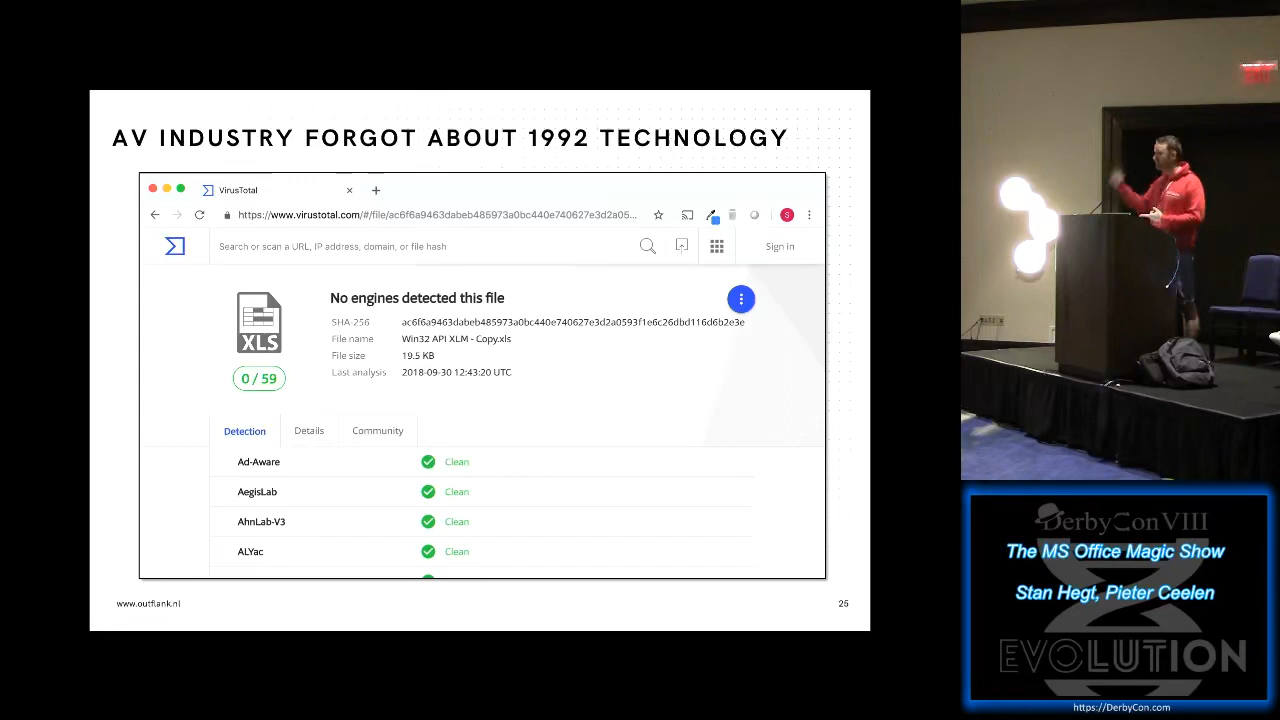 AV INDUSTRY FORGOT ABOUT 1992 TECHNOLOGY
VirusTotal
https://www.virustotal.com/#/file/ac6f6a9463dabeb485973a0bc440e740627e3d2a05...
S
Search or scan a URL, IP address, domain, or file hash
Sign in
No engines detected this file
XLS
0 / 59
SHA-256 ac6f6a9463dabeb485973a0bc440e740627e3d2a0593f1e6c26dbd116d6b2e3e
File name Win32 API XLM - Copy.xls
File size 19.5 KB
Last analysis 2018-09-30 12:43:20 UTC
Detection Details Community
Ad-Aware Clean
AegisLab Clean
AhnLab-V3 Clean
ALYac Clean
www.outflank.nl
25
EXIT
DerbyCon VIII
The MS Office Magic Show
Stan Hegt, Pieter Ceelen
EVOLUTION
https://DerbyCon.com